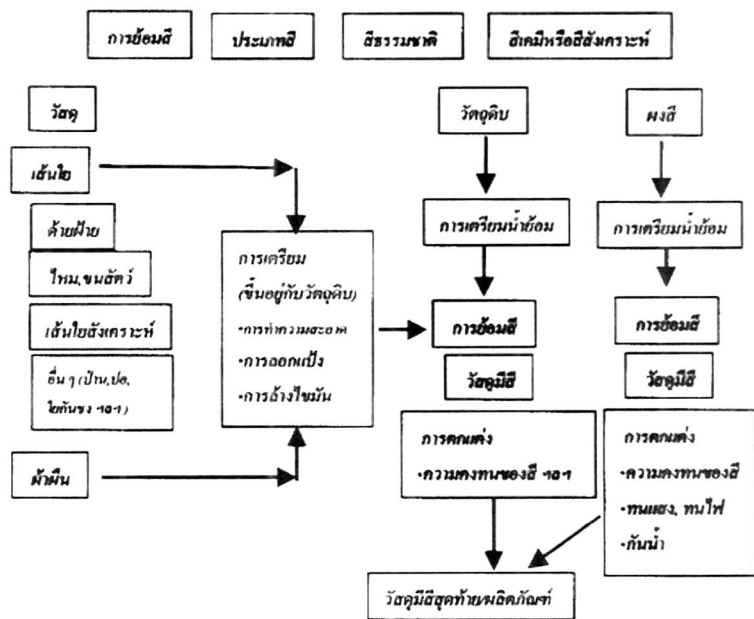 การย้อมสี
ประเภทสี
สีธรรมชาติ
สีเคมีหรือสีสังเคราะห์
วัสดุ
เส้นใย
ด้ายฝ้าย
ไหม,ขนสัตว์
เส้นใยสังเคราะห์
อื่น ๆ (ป่าน,ปอ,
ใยกันชง ฯลฯ)
ผ้าผืน
การเตรียม
(ขึ้นอยู่กับวัตถุดิบ)
•การทำความสะอาด
•การลอกแป้ง
•การล้างไขมัน
วัตถุดิบ
การเตรียมน้ำย้อม
การย้อมสี
วัสดุมีสี
การตกแต่ง
•ความคงทนของสี ฯลฯ
ผงสี
การเตรียมน้ำย้อม
การย้อมสี
วัสดุมีสี
การตกแต่ง
•ความคงทนของสี
•ทนแสง, ทนไฟ
•กันน้ำ
วัสดุมีสีสุดท้าย/ผลิตภัณฑ์